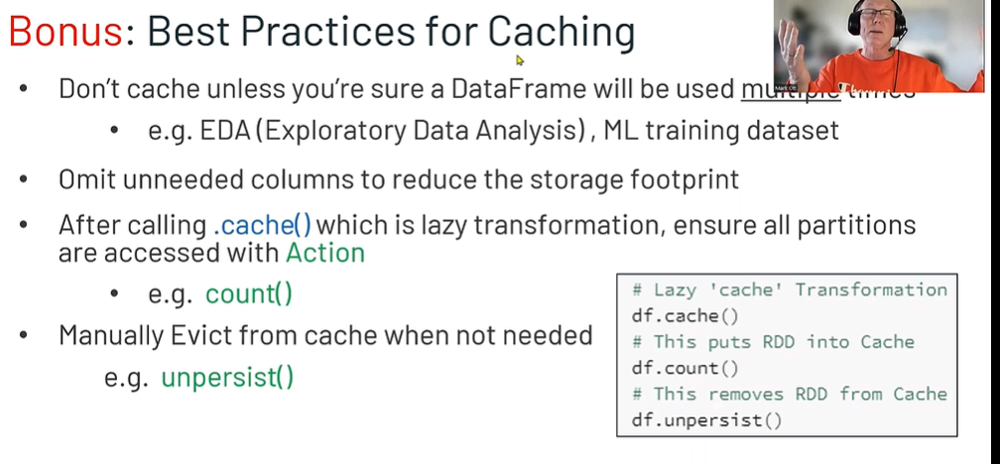 Bonus: Best Practices for Caching
• Don't cache unless you're sure a DataFrame will be used multiple times
• e.g. EDA (Exploratory Data Analysis) , ML training dataset
• Omit unneeded columns to reduce the storage footprint
• After calling .cache() which is lazy transformation, ensure all partitions
are accessed with Action
• e.g. count()
• Manually Evict from cache when not needed
e.g. unpersist()
# Lazy 'cache' Transformation
df.cache()
# This puts RDD into Cache
df.count()
# This removes RDD from Cache
df.unpersist()